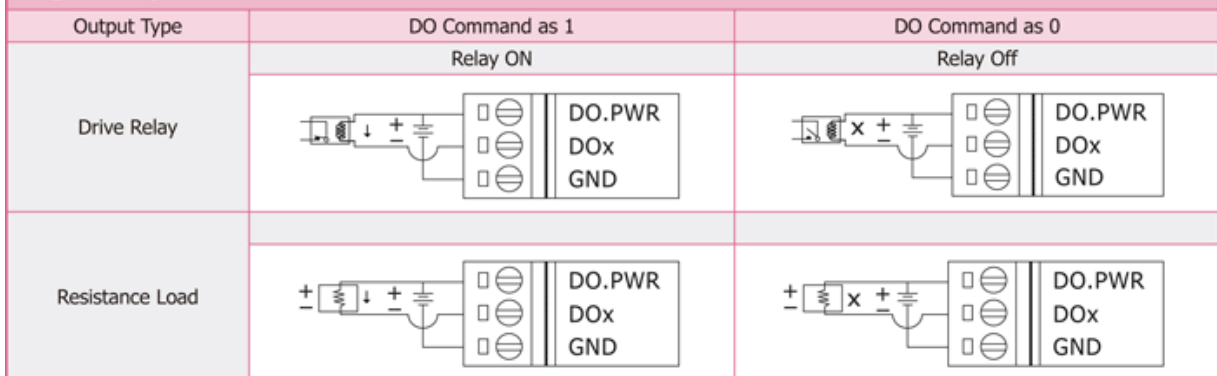 Output Type DO Command as 1 DO Command as 0
Relay ON Relay Off
Drive Relay
+ DO.PWR
- DOx
GND
x + DO.PWR
- DOx
GND
Resistance Load
+ + DO.PWR
- - DOx
GND
+ x + DO.PWR
- - DOx
GND